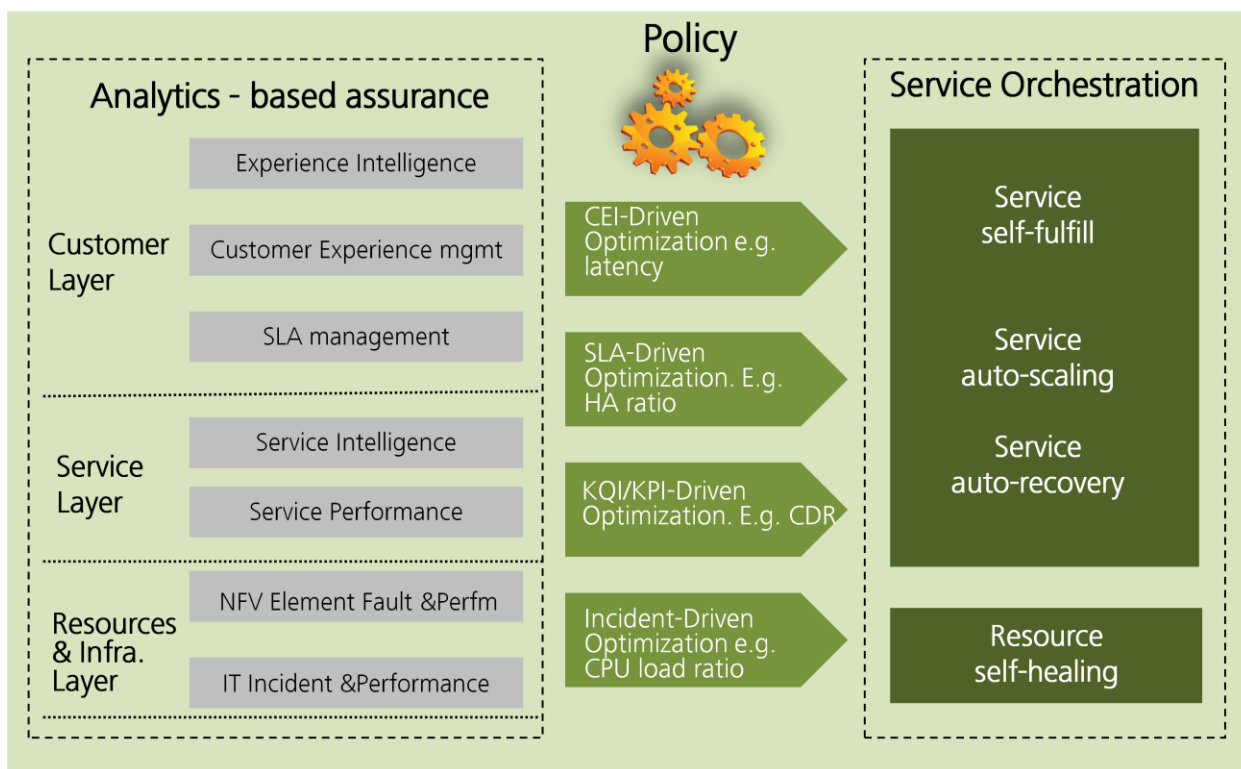 Policy
Analytics - based assurance
Customer
Layer
Experience Intelligence
Customer Experience mgmt
SLA management
Service
Layer
Service Intelligence
Service Performance
Resources
& Infra.
Layer
NFV Element Fault &Perfm
IT Incident &Performance
CEI-Driven
Optimization e.g.
latency
SLA-Driven
Optimization. E.g.
HA ratio
KQI/KPI-Driven
Optimization. E.g. CDR
Incident-Driven
Optimization e.g.
CPU load ratio
Service Orchestration
Service
self-fulfill
Service
auto-scaling
Service
auto-recovery
Resource
self-healing